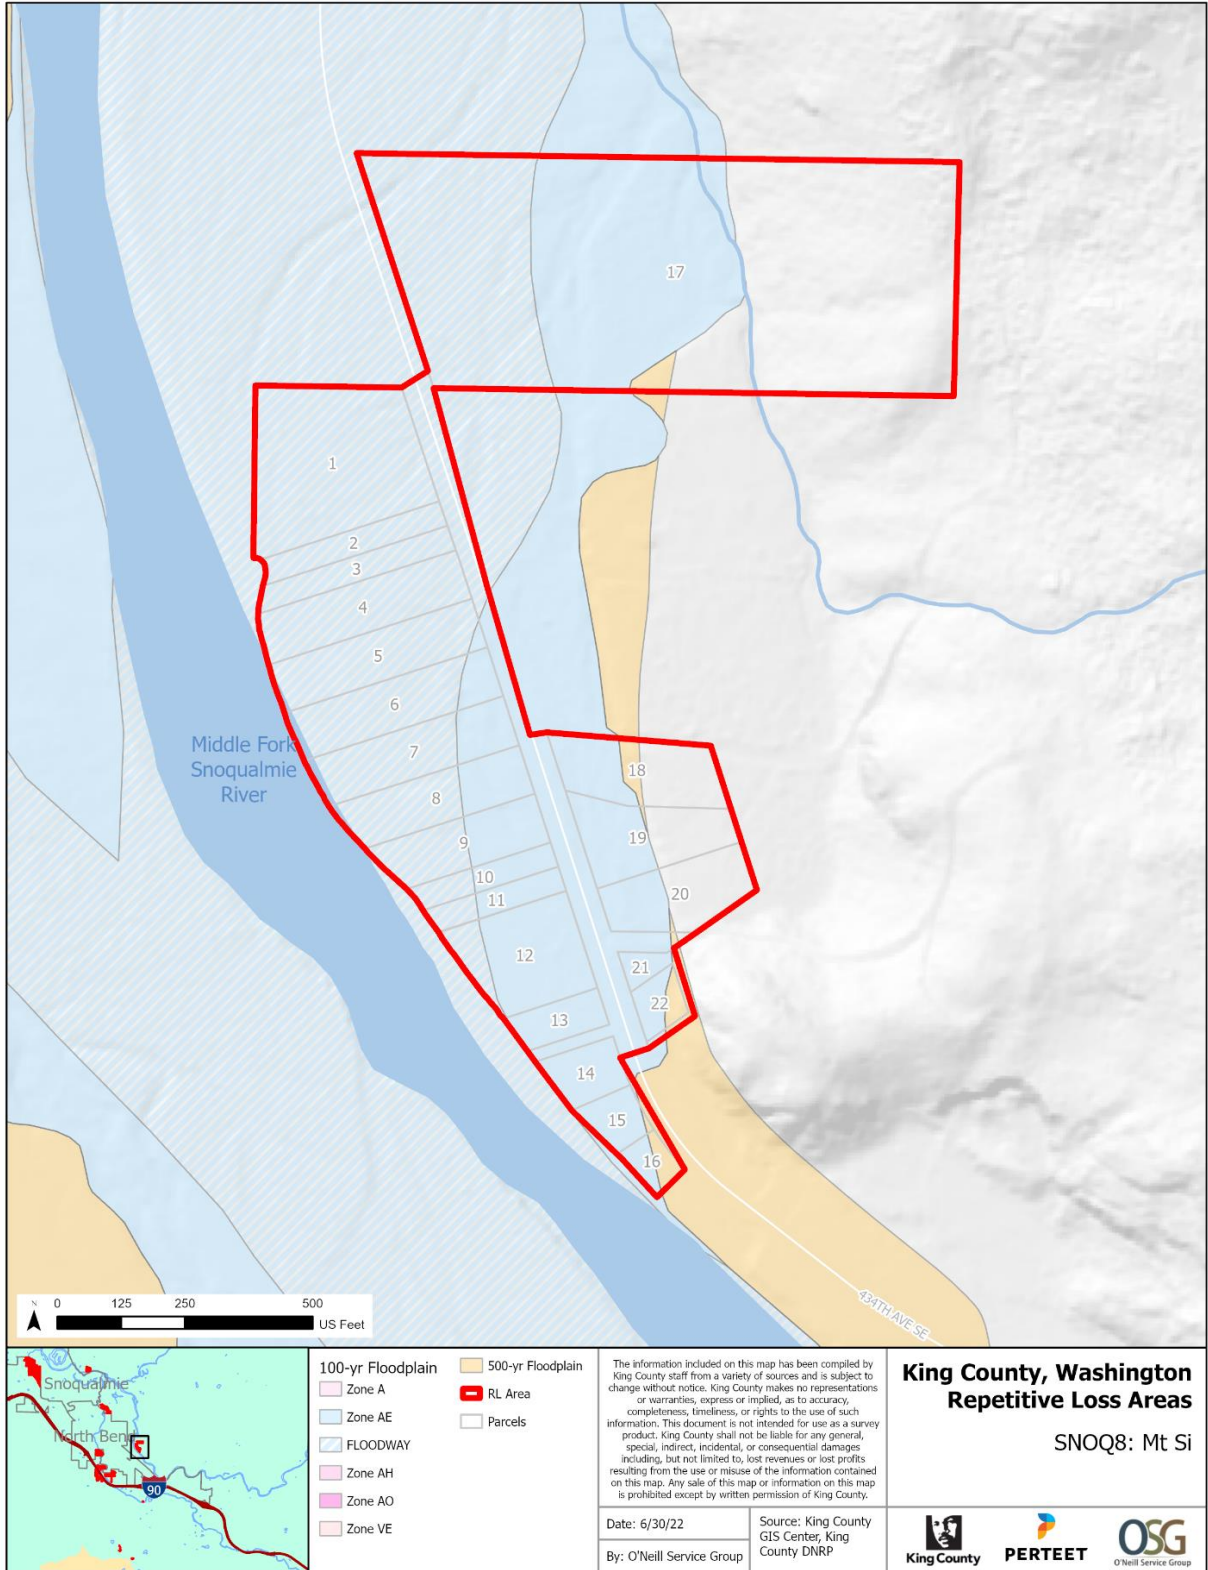 17
1
2
3
4
5
6
7
8
9
10
11
12
13
14
15
16
18
19
20
21
22
Middle Fork
Snoqualmie
River
434TH AVE SE
N
0 125 250 500
US Feet
Snoqualmie
North Bend
90
100-yr Floodplain
Zone A
Zone AE
FLOODWAY
Zone AH
Zone AO
Zone VE
500-yr Floodplain
RL Area
Parcels
The information included on this map has been compiled by
King County staff from a variety of sources and is subject to
change without notice. King County makes no representations
or warranties, express or implied, as to accuracy,
completeness, timeliness, or rights to the use of such
information. This document is not intended for use as a survey
product. King County shall not be liable for any general,
special, indirect, incidental, or consequential damages
including, but not limited to, lost revenues or lost profits
resulting from the use or misuse of the information contained
on this map. Any sale of this map or information on this map
is prohibited except by written permission of King County.
Date: 6/30/22
By: O'Neill Service Group
Source: King County
GIS Center, King
County DNRP
King County, Washington
Repetitive Loss Areas
SNOQ8: Mt Si
King County
PERTEET
OSG
O'Neill Service Group